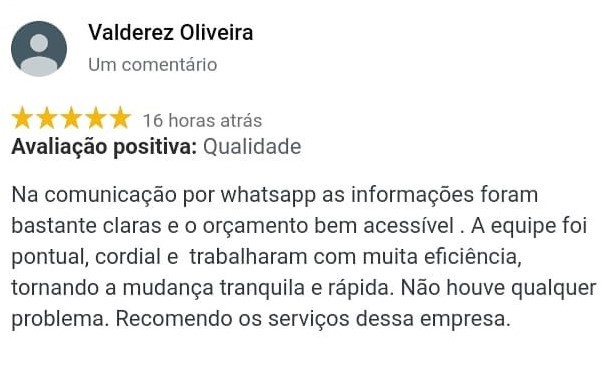 Valderez Oliveira
Um comentário
16 horas atrás
Avaliação positiva: Qualidade
Na comunicação por whatsapp as informações foram
bastante claras e o orçamento bem acessível . A equipe foi
pontual, cordial e  trabalharam com muita eficiência,
tornando a mudança tranquila e rápida. Não houve qualquer
problema. Recomendo os serviços dessa empresa.